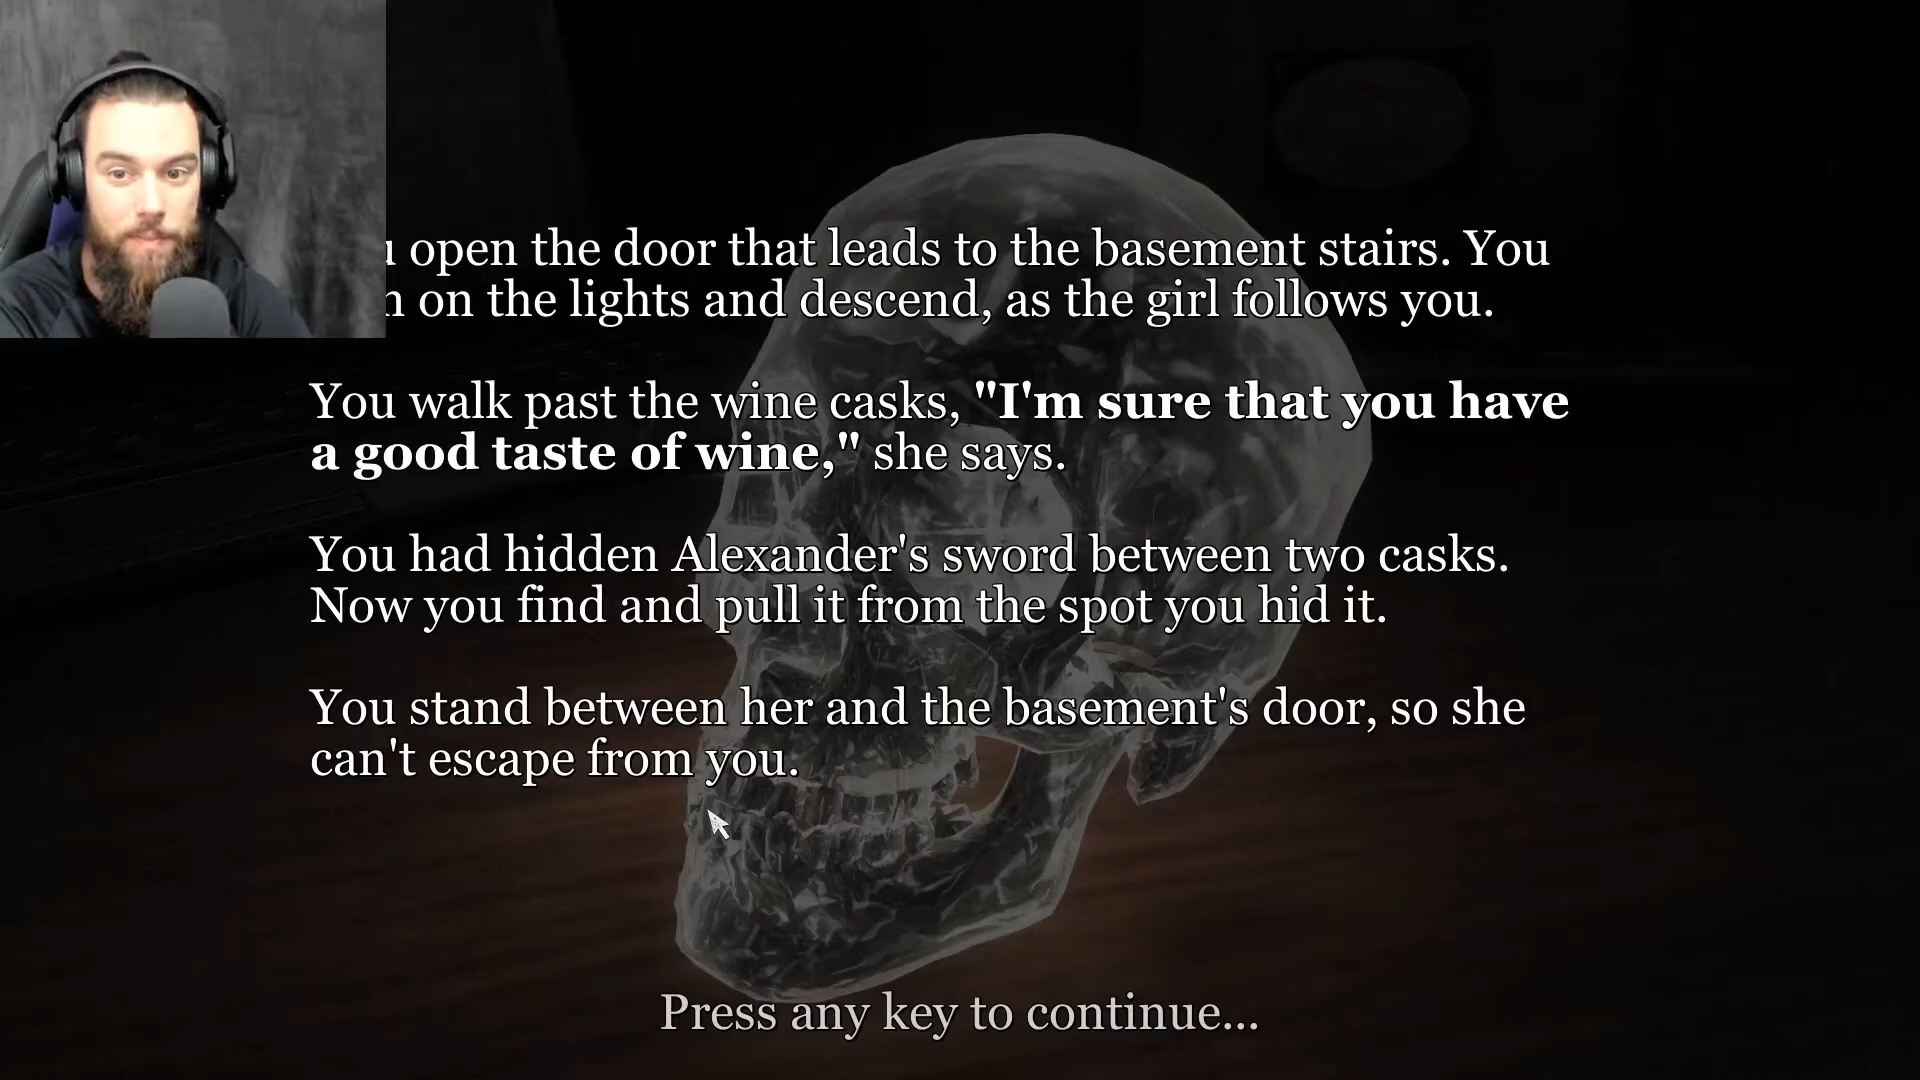 open the door that leads to the basement stairs. You
on the lights and descend, as the girl follows you.
You walk past the wine casks, "I'm sure that you have
a good taste of wine," she says.
You had hidden Alexander's sword between two casks.
Now you find and pull it from the spot you hid it.
You stand between her and the basement's door, so she
can't escape from you.
Press any key to continue...